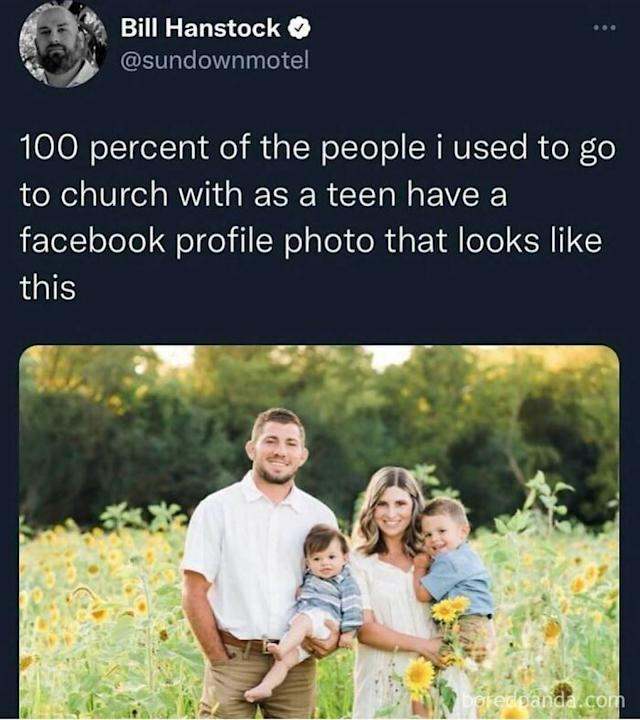 Bill Hanstock
@sundownmotel
100 percent of the people i used to go
to church with as a teen have a
facebook profile photo that looks like
this
boredpanda.com